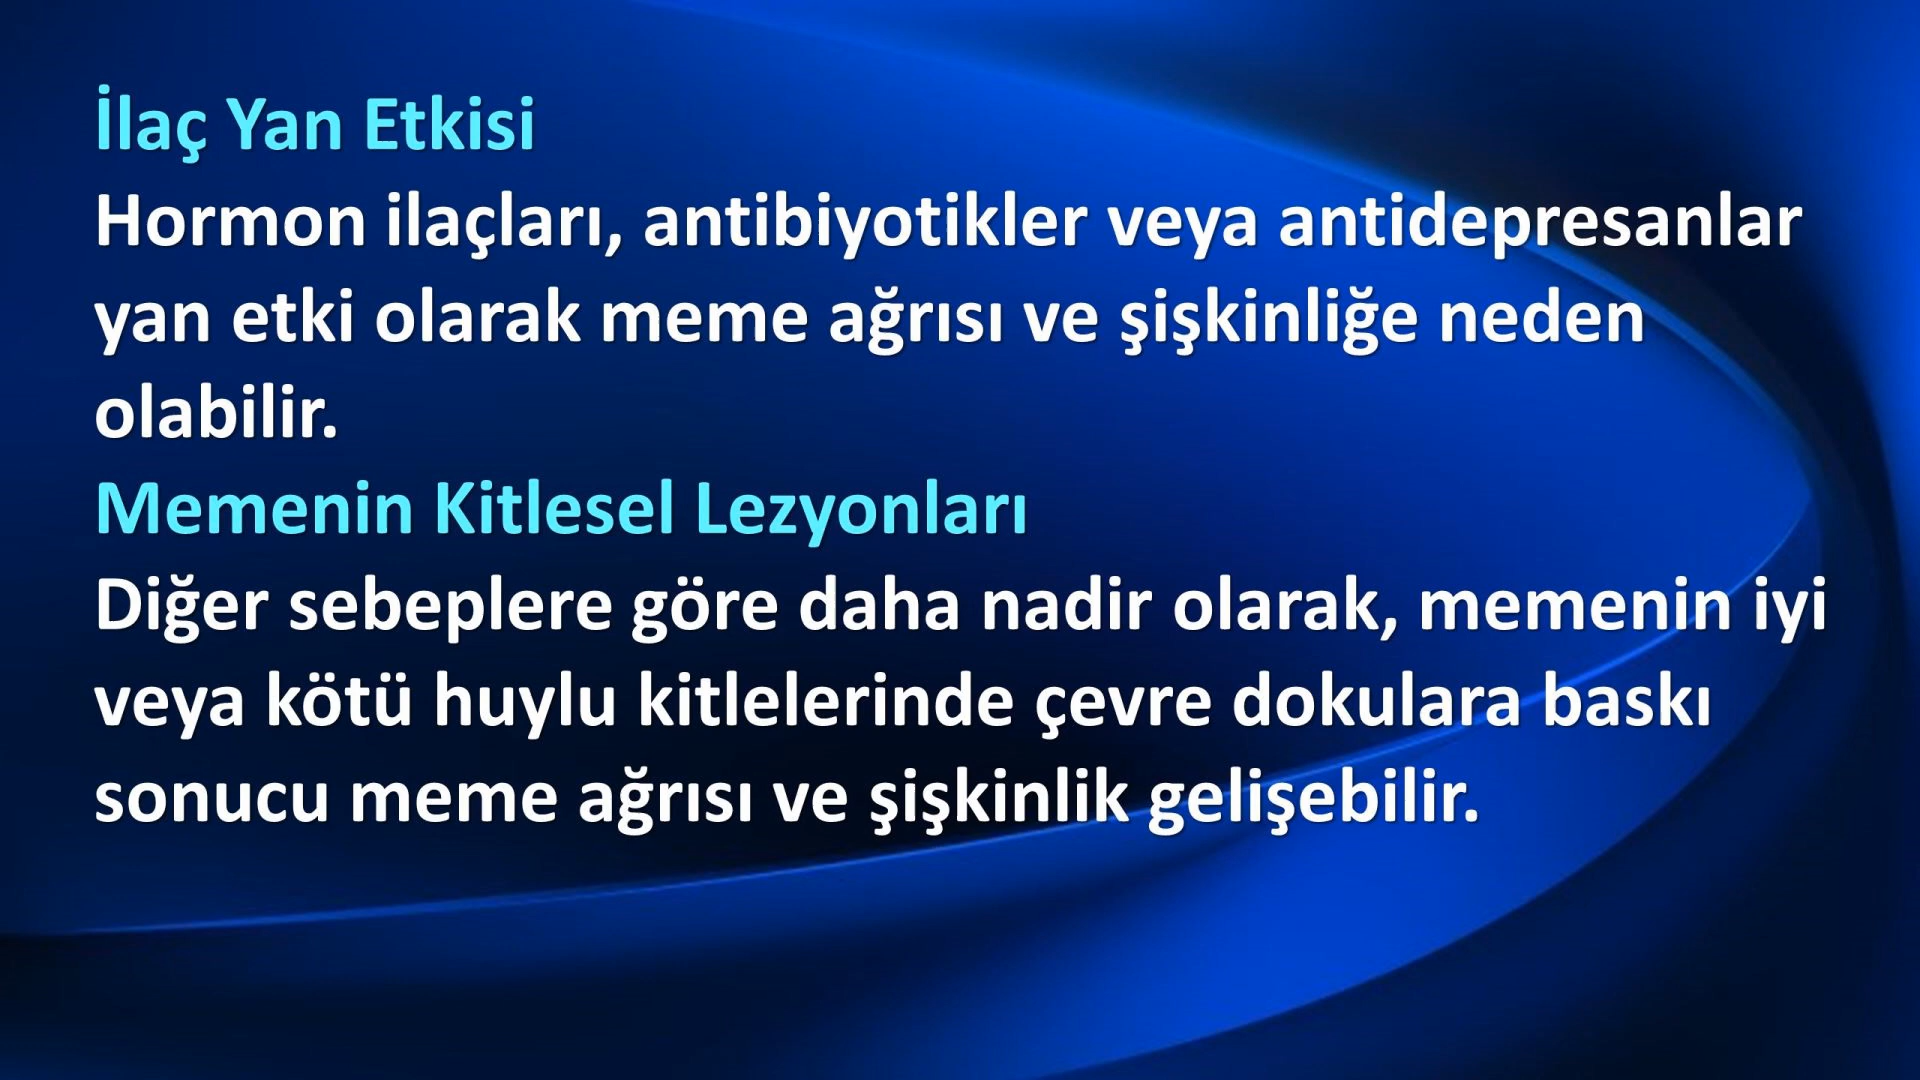 İlaç Yan Etkisi
Hormon ilaçları, antibiyotikler veya antidepresanlar
yan etki olarak meme ağrısı ve şişkinliğe neden
olabilir.
Memenin Kitlesel Lezyonları
Diğer sebeplere göre daha nadir olarak, memenin iyi
veya kötü huylu kitlelerinde çevre dokulara baskı
sonucu meme ağrısı ve şişkinlik gelişebilir.